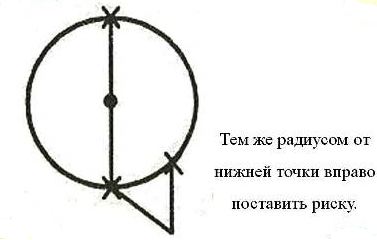 Тем же радиусом от
нижней точки вправо
поставить риску.